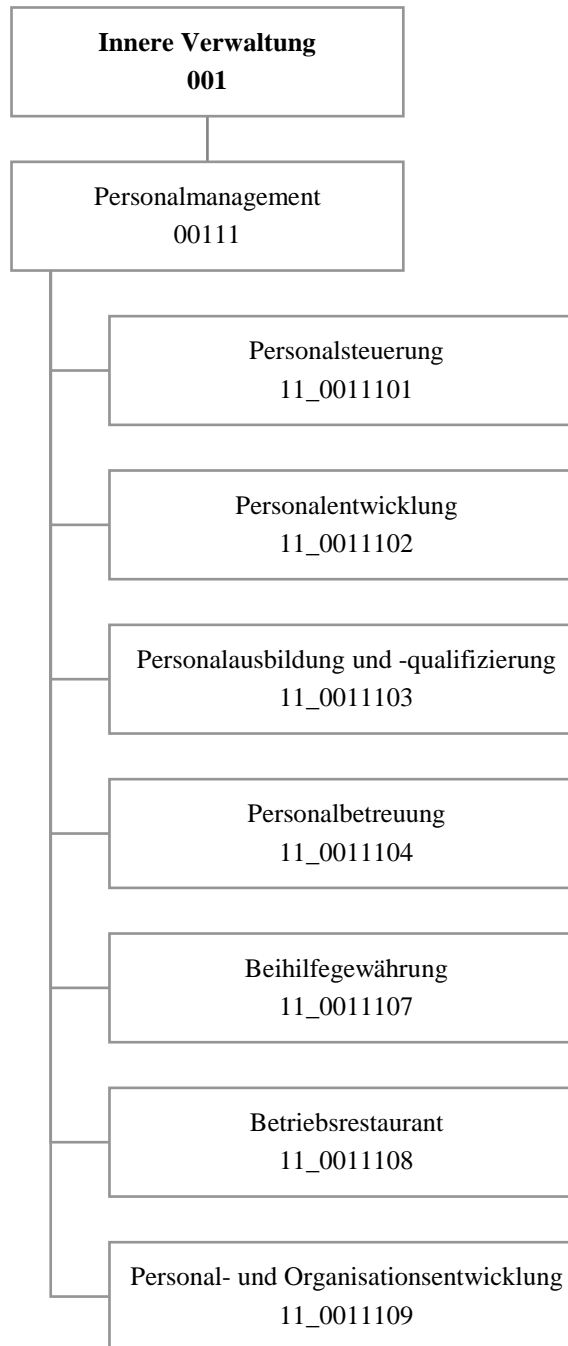 Innere Verwaltung
001
Personalmanagement
00111
Personalsteuerung
11_0011101
Personalentwicklung
11_0011102
Personalausbildung und -qualifizierung
11_0011103
Personalbetreuung
11_0011104
Beihilfegewährung
11_0011107
Betriebsrestaurant
11_0011108
Personal- und Organisationsentwicklung
11_0011109